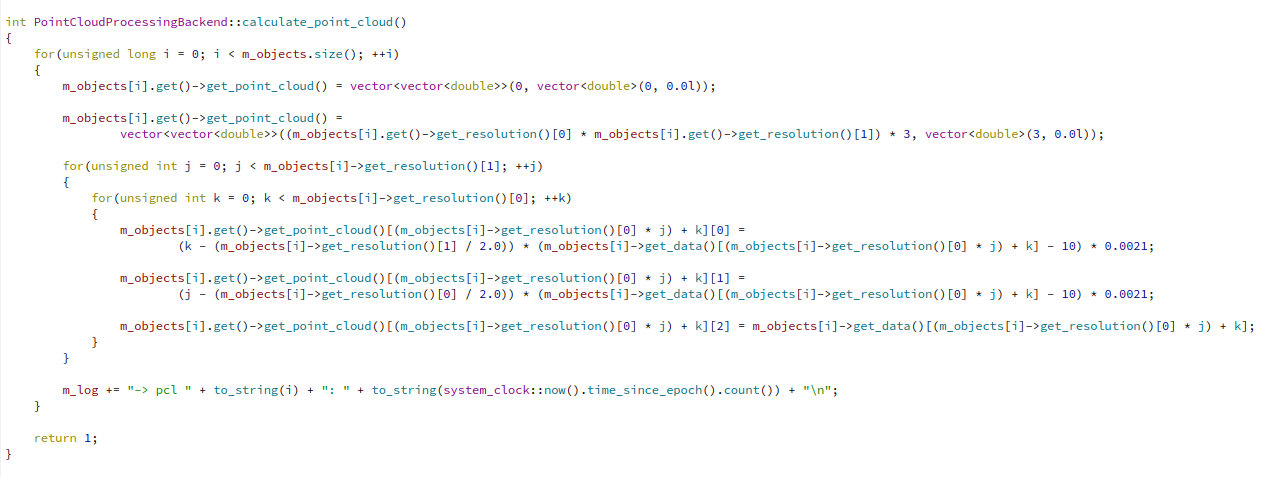 int PointCloudProcessingBackend::calculate_point_cloud()
{
    for(unsigned long i = 0; i < m_objects.size(); ++i)
    {
        m_objects[i].get()->get_point_cloud() = vector<vector<double>>(0, vector<double>(0, 0.0l));

        m_objects[i].get()->get_point_cloud() =
                vector<vector<double>>((m_objects[i].get()->get_resolution()[0] * m_objects[i].get()->get_resolution()[1]) * 3, vector<double>(3, 0.0l));

        for(unsigned int j = 0; j < m_objects[i]->get_resolution()[1]; ++j)
        {
            for(unsigned int k = 0; k < m_objects[i]->get_resolution()[0]; ++k)
            {
                m_objects[i].get()->get_point_cloud()[(m_objects[i]->get_resolution()[0] * j) + k][0] =
                        (k - (m_objects[i]->get_resolution()[1] / 2.0)) * (m_objects[i]->get_data()[(m_objects[i]->get_resolution()[0] * j) + k] - 10) * 0.0021;

                m_objects[i].get()->get_point_cloud()[(m_objects[i]->get_resolution()[0] * j) + k][1] =
                        (j - (m_objects[i]->get_resolution()[0] / 2.0)) * (m_objects[i]->get_data()[(m_objects[i]->get_resolution()[0] * j) + k] - 10) * 0.0021;

                m_objects[i].get()->get_point_cloud()[(m_objects[i]->get_resolution()[0] * j) + k][2] = m_objects[i]->get_data()[(m_objects[i]->get_resolution()[0] * j) + k];
            }
        }

        m_log += "-> pcl " + to_string(i) + ": " + to_string(system_clock::now().time_since_epoch().count()) + "\n";
    }

    return 1;
}